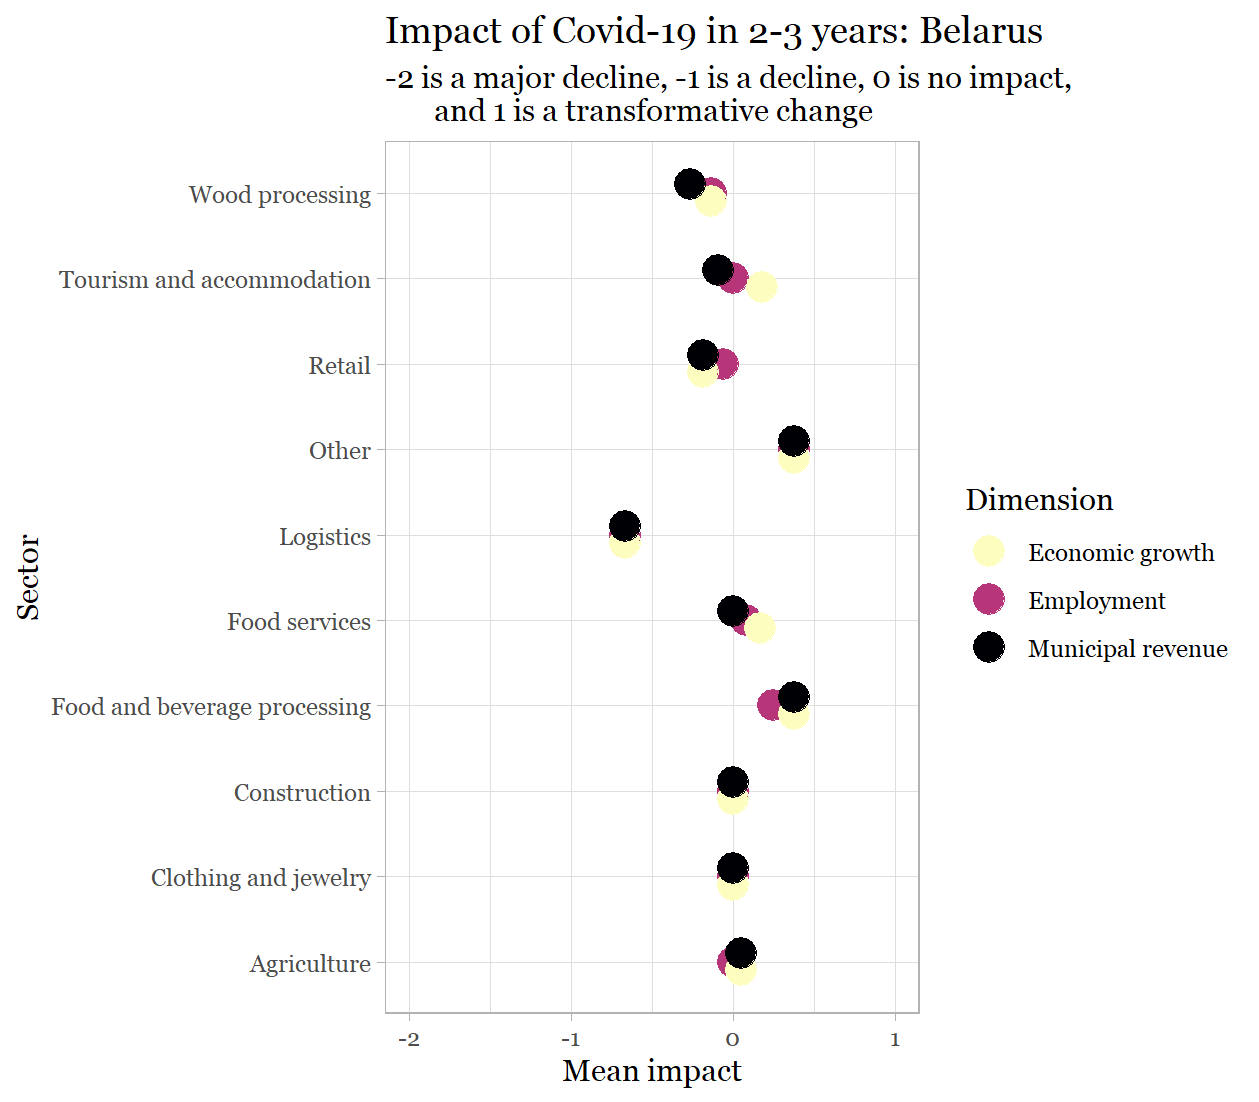 Impact of Covid-19 in 2-3 years: Belarus
-2 is a major decline, -1 is a decline, 0 is no impact,
and 1 is a transformative change
Wood processing
Tourism and accommodation
Retail
Other
Logistics
Food services
Food and beverage processing
Construction
Clothing and jewelry
Agriculture
Sector
-2 -1 0 1
Mean impact
Dimension
Economic growth
Employment
Municipal revenue